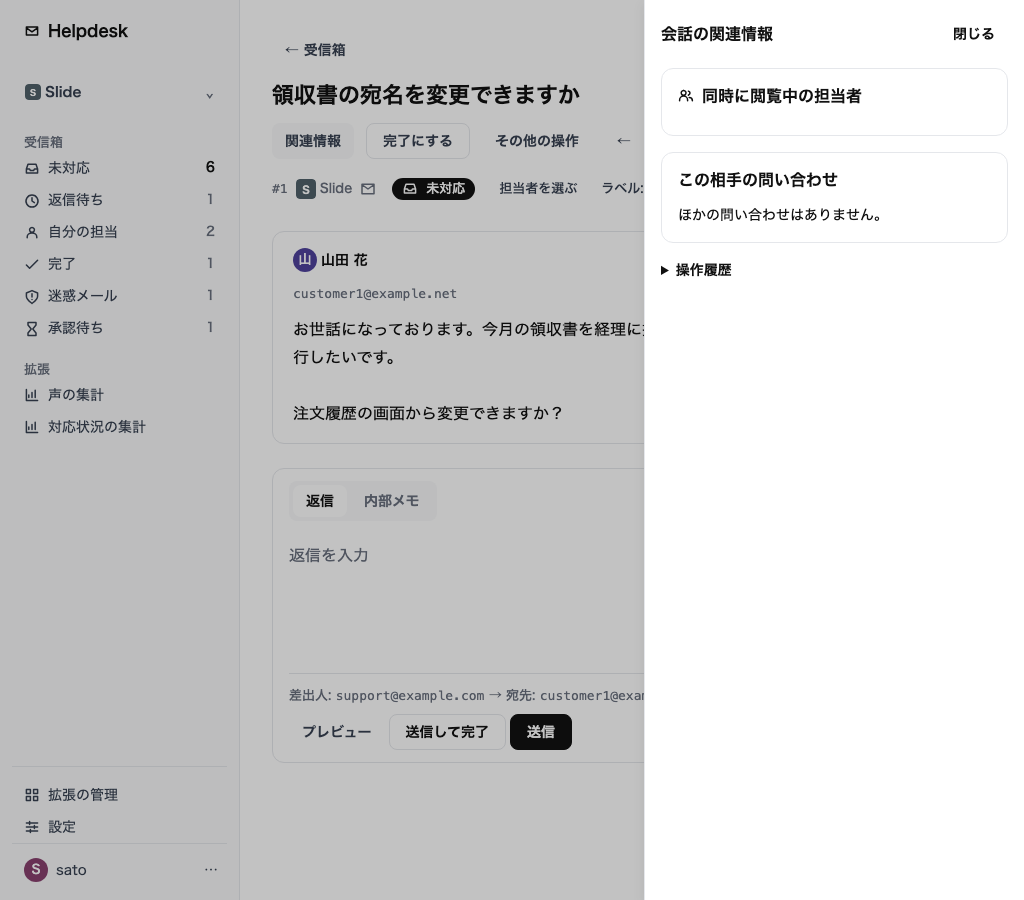 Helpdesk
S Slide
受信箱
未対応 6
返信待ち 1
自分の担当 2
完了 1
迷惑メール 1
承認待ち 1
拡張
声の集計
対応状況の集計
拡張の管理
設定
S sato ...
← 受信箱
領収書の宛名を変更できますか
関連情報 完了にする その他の操作 ←
#1 S Slide 未対応 担当者を選ぶ ラベル:
山 山田 花
customer1@example.net
お世話になっております。今月の領収書を経理に
行したいです。
注文履歴の画面から変更できますか？
返信 内部メモ
返信を入力
差出人: support@example.com → 宛先: customer1@exam
プレビュー 送信して完了 送信
会話の関連情報 閉じる
同時に閲覧中の担当者
この相手の問い合わせ
ほかの問い合わせはありません。
▶ 操作履歴